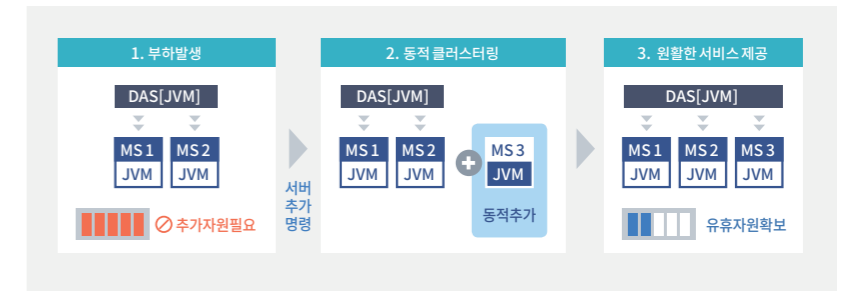 1. 부하발생
DAS[JVM]
MS 1
MS 2
JVM
JVM
추가자원필요
서버
추가
명령
2. 동적 클러스터링
DAS[JVM]
MS 1
MS 2
MS 3
JVM
JVM
JVM
동적추가
3. 원활한 서비스 제공
DAS[JVM]
MS 1
MS 2
MS 3
JVM
JVM
JVM
유휴자원확보